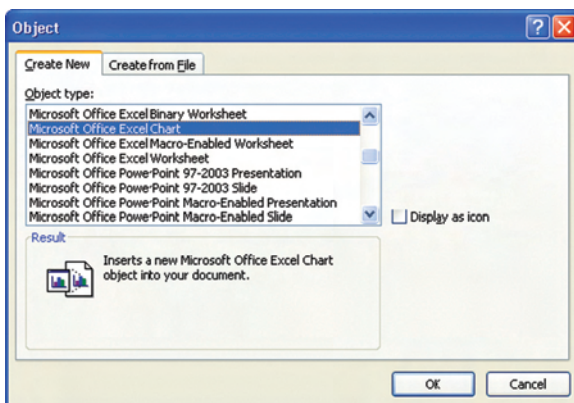 Object
Create New
Create from File
Object type:
Microsoft Office Excel Binary Worksheet
Microsoft Office Excel Chart
Microsoft Office Excel Macro-Enabled Worksheet
Microsoft Office Excel Worksheet
Microsoft Office PowerPoint 97-2003 Presentation
Microsoft Office PowerPoint 97-2003 Slide
Microsoft Office PowerPoint Macro-Enabled Presentation
Microsoft Office PowerPoint Macro-Enabled Slide
Display as icon
Result
Inserts a new Microsoft Office Excel Chart
object into your document.
OK
Cancel